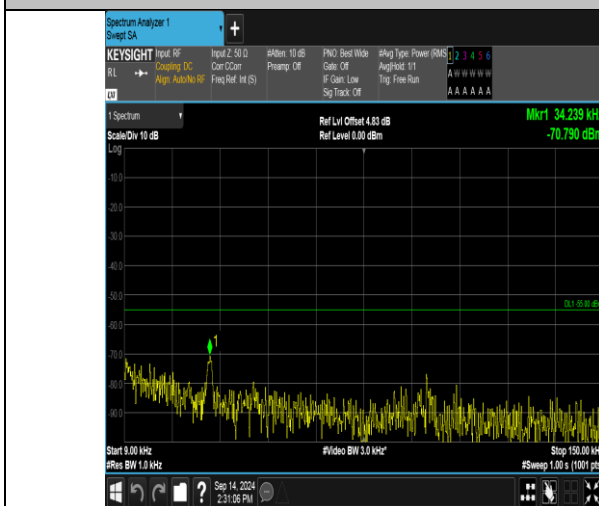 Spectrum Analyzer 1
Swept SA
+
KEYSIGHT Input: RF Input Z: 50 Ω #Atten: 10 dB PNO: Best Wide #Avg Type: Power (RMS 1 2 3 4 5 6
RL Coupling: DC Corr CCorr Preamp: Off Gate: Off Avg|Hold: 1/1 A W W W W W
Align: Auto/No RF Freq Ref: Int (S) IF Gain: Low Trig: Free Run
Sig Track: Off A A A A A A
LXI
1 Spectrum Ref Lvl Offset 4.83 dB Mkr1 34.239 kHz
Scale/Div 10 dB Ref Level 0.00 dBm -70.790 dBm
Log
-10.0
-20.0
-30.0
-40.0
-50.0
DL1 -55.00 dBm
-60.0
1
-70.0
-80.0
-90.0
Start 9.00 kHz #Video BW 3.0 kHz* Stop 150.00 kHz
#Res BW 1.0 kHz #Sweep 1.00 s (1001 pts
? Sep 14, 2024
2:31:06 PM